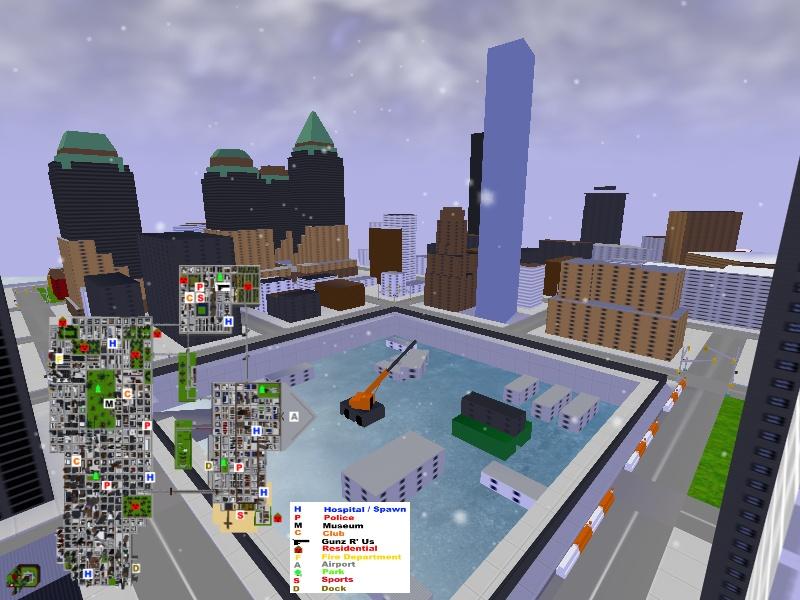 P
C S
H
H
F
C
M
P
A
C
H
H
D P
P
H
S
H
D
H Hospital / Spawn
P Police
M Museum
C Club
Gunz R' Us
Residential
F Fire Department
A Airport
Park
S Sports
D Dock